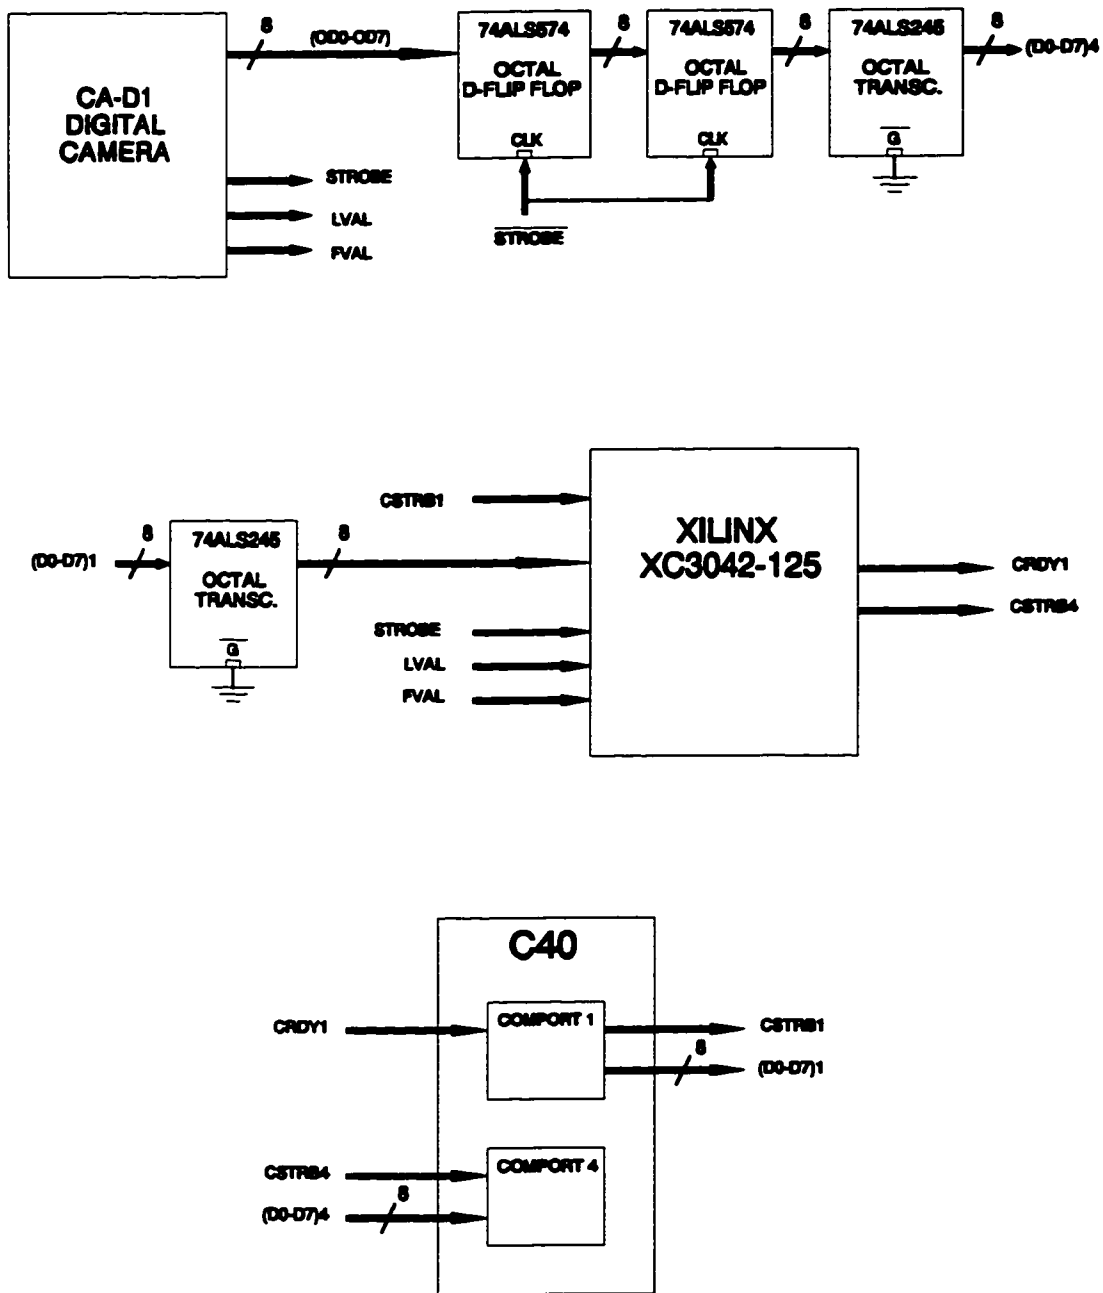 8
(OD0-OD7)
CA-D1
DIGITAL
CAMERA
STROBE
LVAL
FVAL
74ALS574
OCTAL
D-FLIP FLOP
CLK
8
74ALS574
OCTAL
D-FLIP FLOP
CLK
STROBE
8
74ALS245
OCTAL
TRANSC.
G
8
(D0-D7)4
(D0-D7)1
8
74ALS245
OCTAL
TRANSC.
G
8
CSTRB1
STROBE
LVAL
FVAL
XILINX
XC3042-125
CRDY1
CSTRB4
C40
CRDY1
COMPORT 1
CSTRB1
8
(D0-D7)1
CSTRB4
8
(D0-D7)4
COMPORT 4